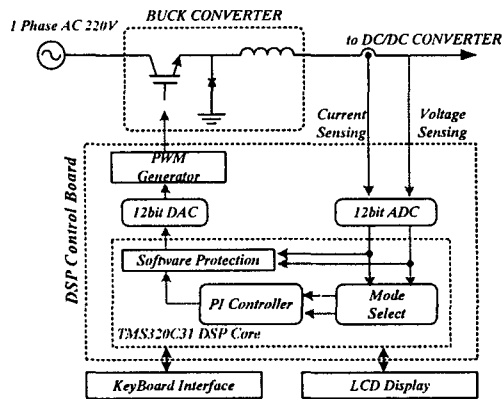 BUCK CONVERTER
1 Phase AC 220V
to DC/DC CONVERTER
Current
Sensing
Voltage
Sensing
DSP Control Board
PWM
Generator
12bit DAC
12bit ADC
Software Protection
PI Controller
Mode
Select
TMS320C31 DSP Core
KeyBoard Interface
LCD Display